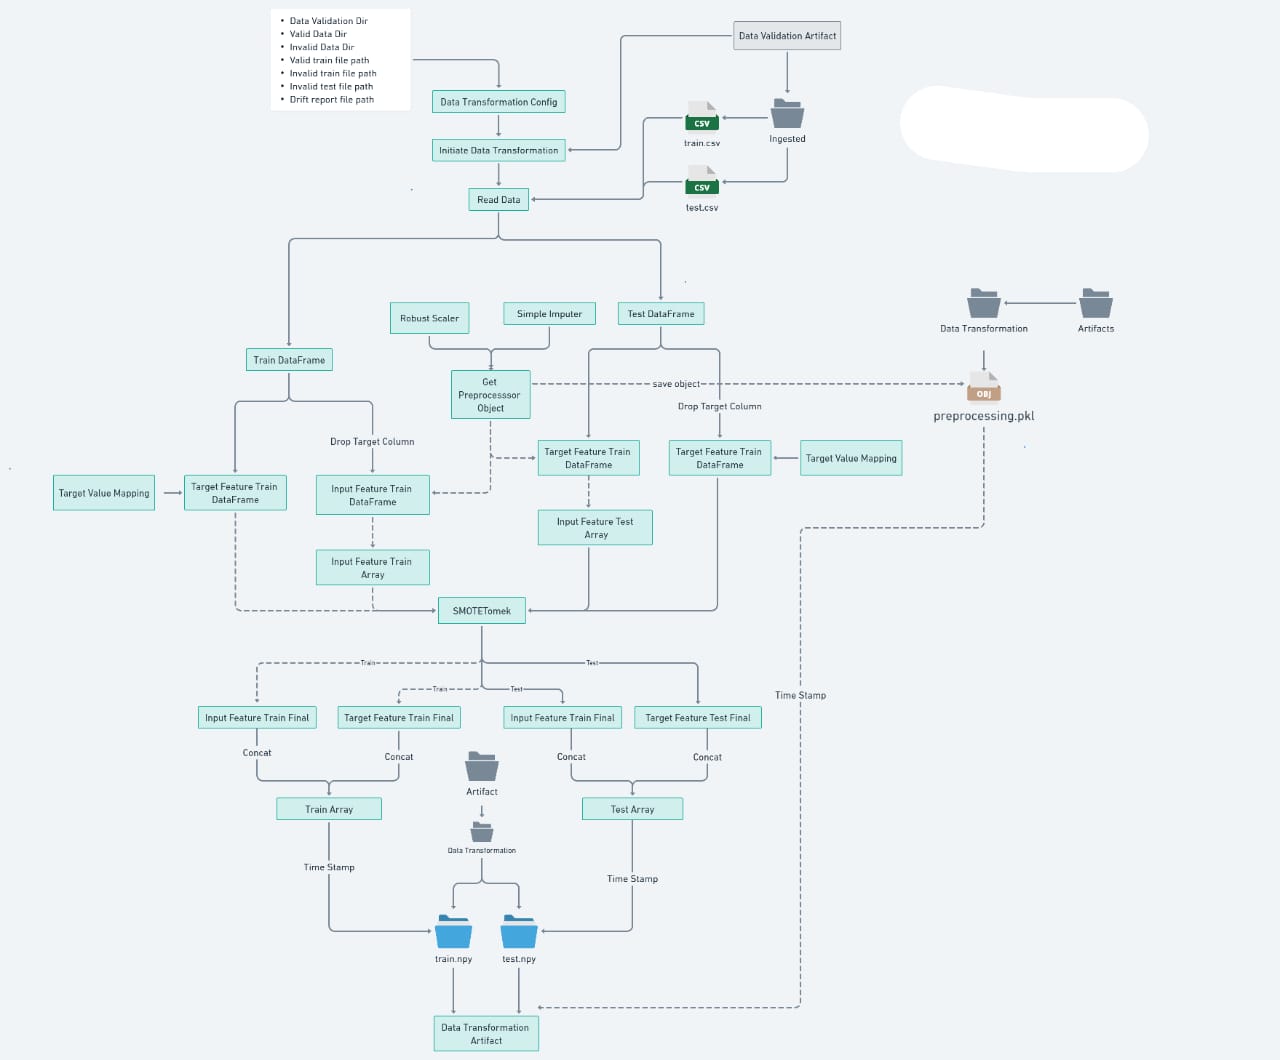 • Data Validation Dir
• Valid Data Dir
• Invalid Data Dir
• Valid train file path
• Invalid train file path
• Invalid test file path
• Drift report file path
Data Validation Artifact
Data Transformation Config
Ingested
CSV
train.csv
Initiate Data Transformation
CSV
test.csv
Read Data
Robust Scaler
Simple Imputer
Test DataFrame
Data Transformation
Artifacts
Train DataFrame
Get
Preprocesssor
Object
save object
OBJ
preprocessing.pkl
Drop Target Column
Drop Target Column
Target Feature Train
DataFrame
Target Feature Train
DataFrame
Target Value Mapping
Target Value Mapping
Target Feature Train
DataFrame
Input Feature Train
DataFrame
Input Feature Test
Array
Input Feature Train
Array
SMOTETomek
Train
Test
Train
Test
Time Stamp
Input Feature Train Final
Target Feature Train Final
Input Feature Train Final
Target Feature Test Final
Concat
Concat
Concat
Concat
Artifact
Train Array
Test Array
Data Transformation
Time Stamp
Time Stamp
train.npy
test.npy
Data Transformation
Artifact